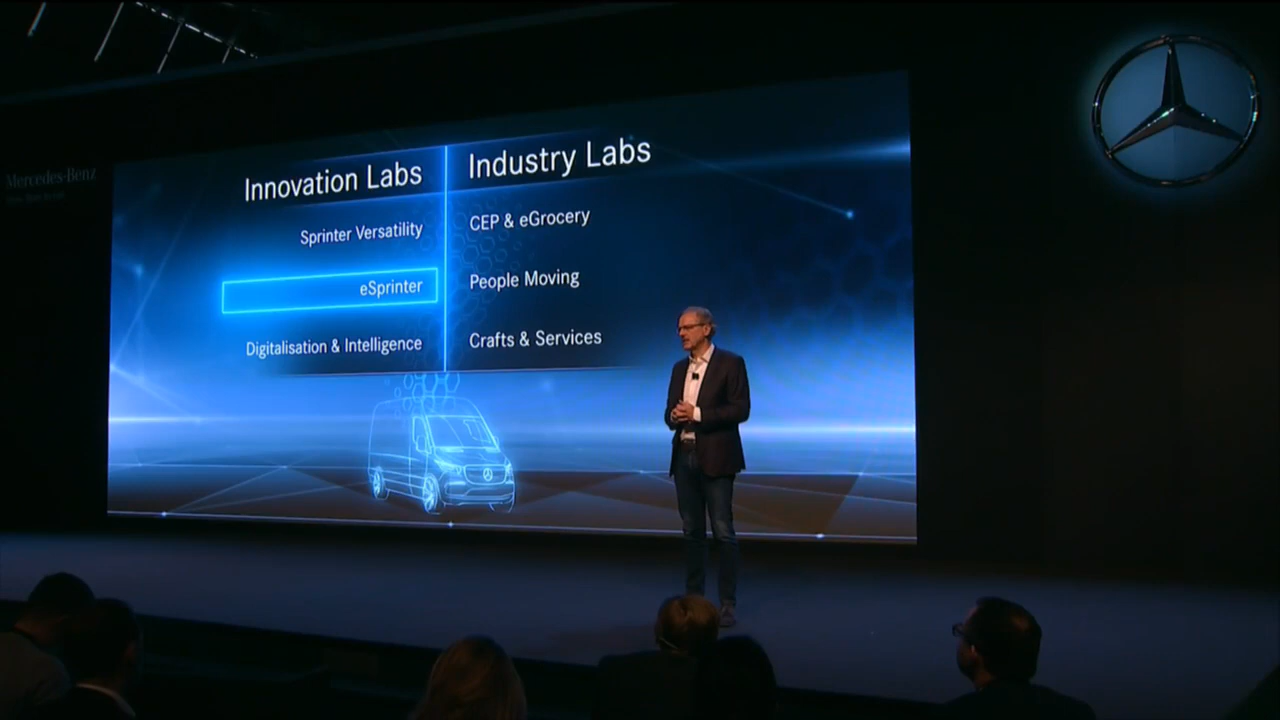 Mercedes-Benz
Innovation Labs
Sprinter Versatility
eSprinter
Digitalisation & Intelligence
Industry Labs
CEP & eGrocery
People Moving
Crafts & Services